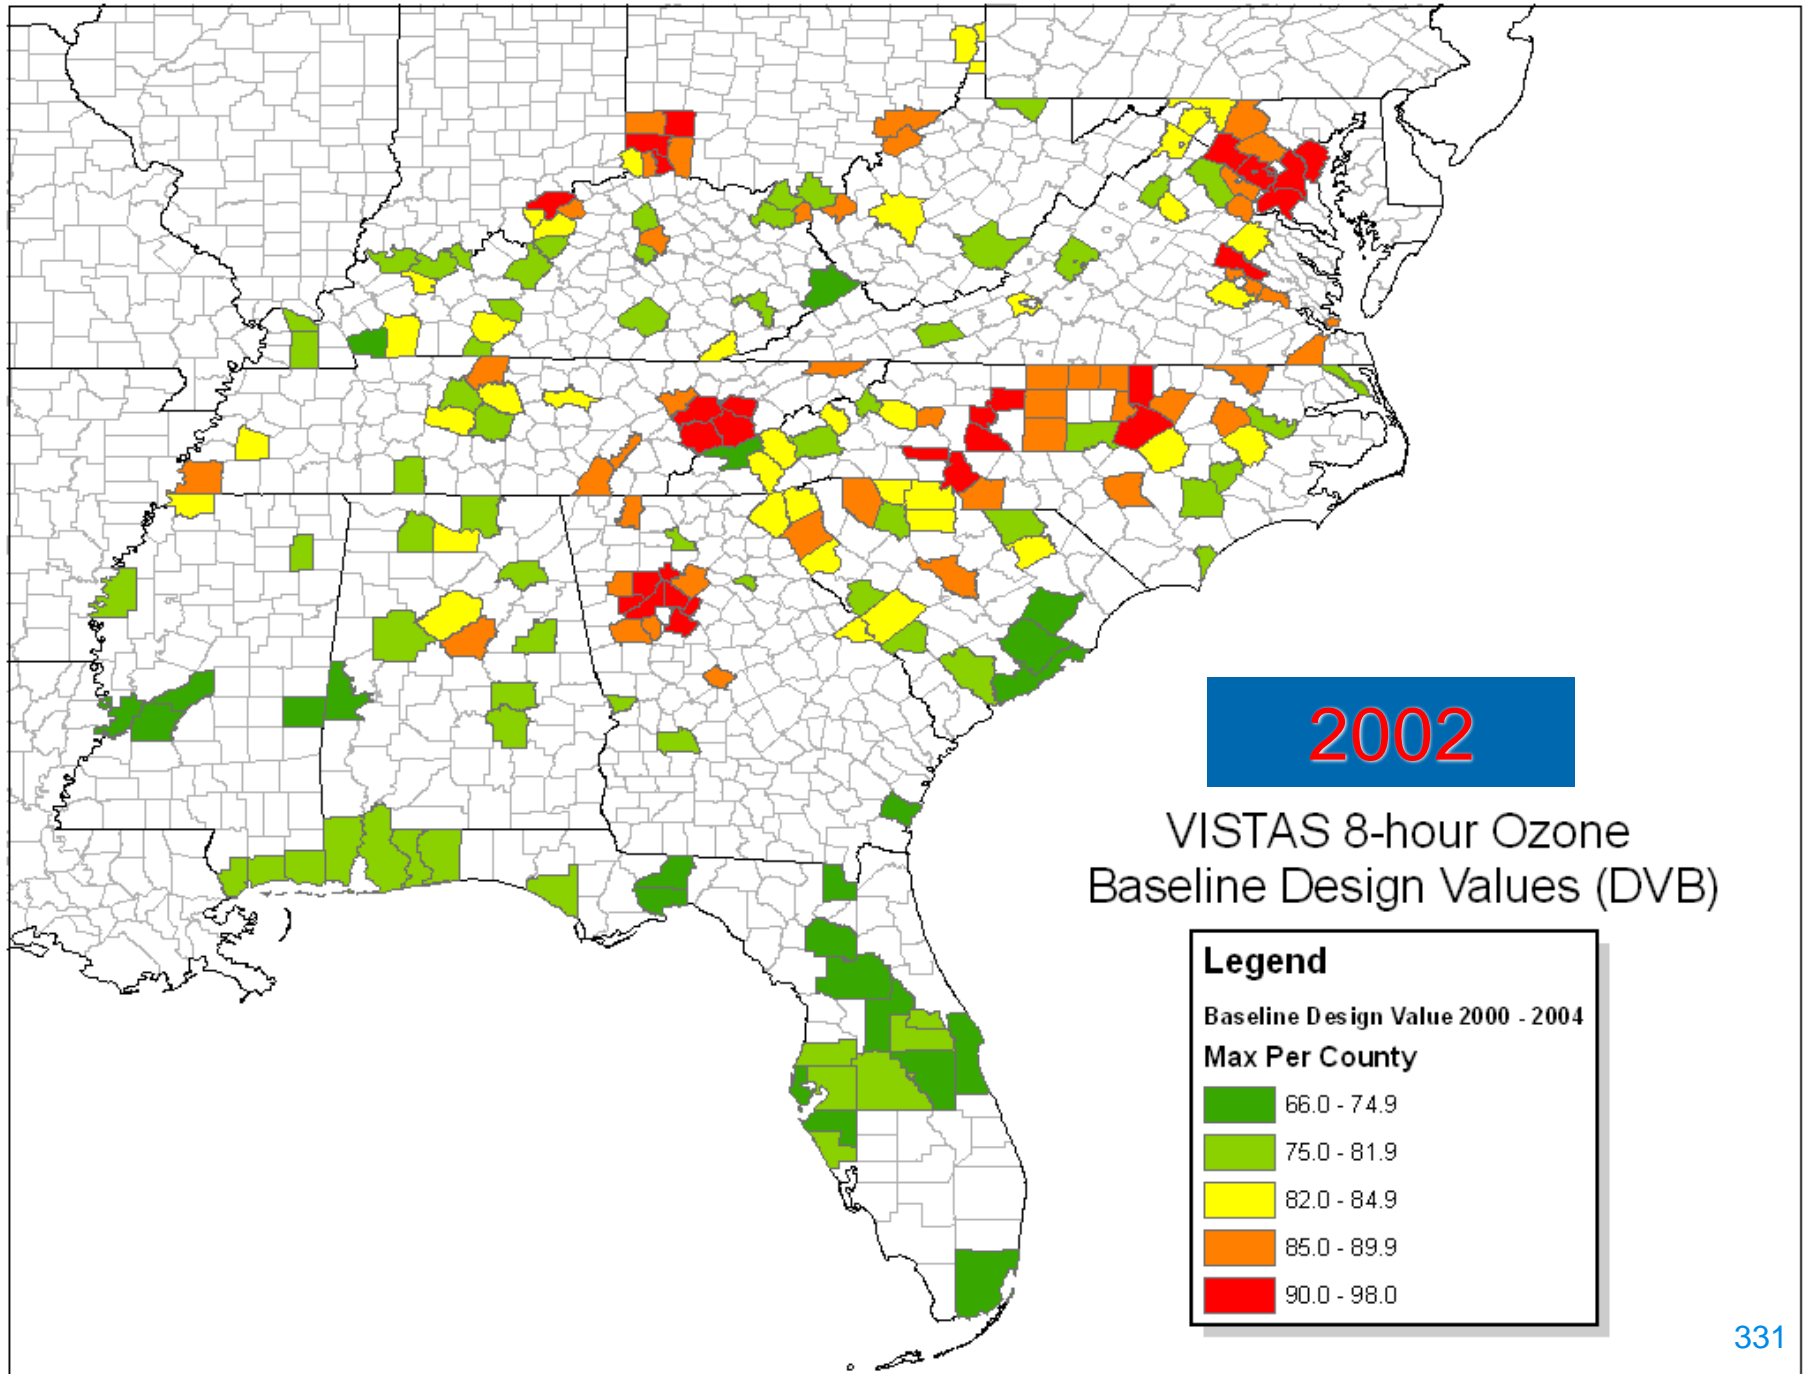 2002
VISTAS 8-hour Ozone
Baseline Design Values (DVB)
Legend
Baseline Design Value 2000 - 2004
Max Per County
66.0 - 74.9
75.0 - 81.9
82.0 - 84.9
85.0 - 89.9
90.0 - 98.0
331